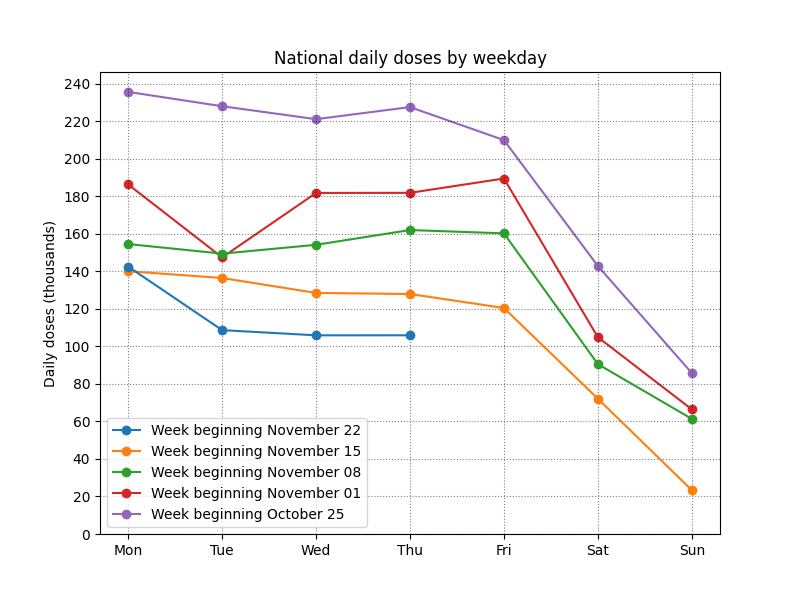 National daily doses by weekday
Daily doses (thousands)
240
220
200
180
160
140
120
100
80
60
40
20
0
Week beginning November 22
Week beginning November 15
Week beginning November 08
Week beginning November 01
Week beginning October 25
Mon Tue Wed Thu Fri Sat Sun